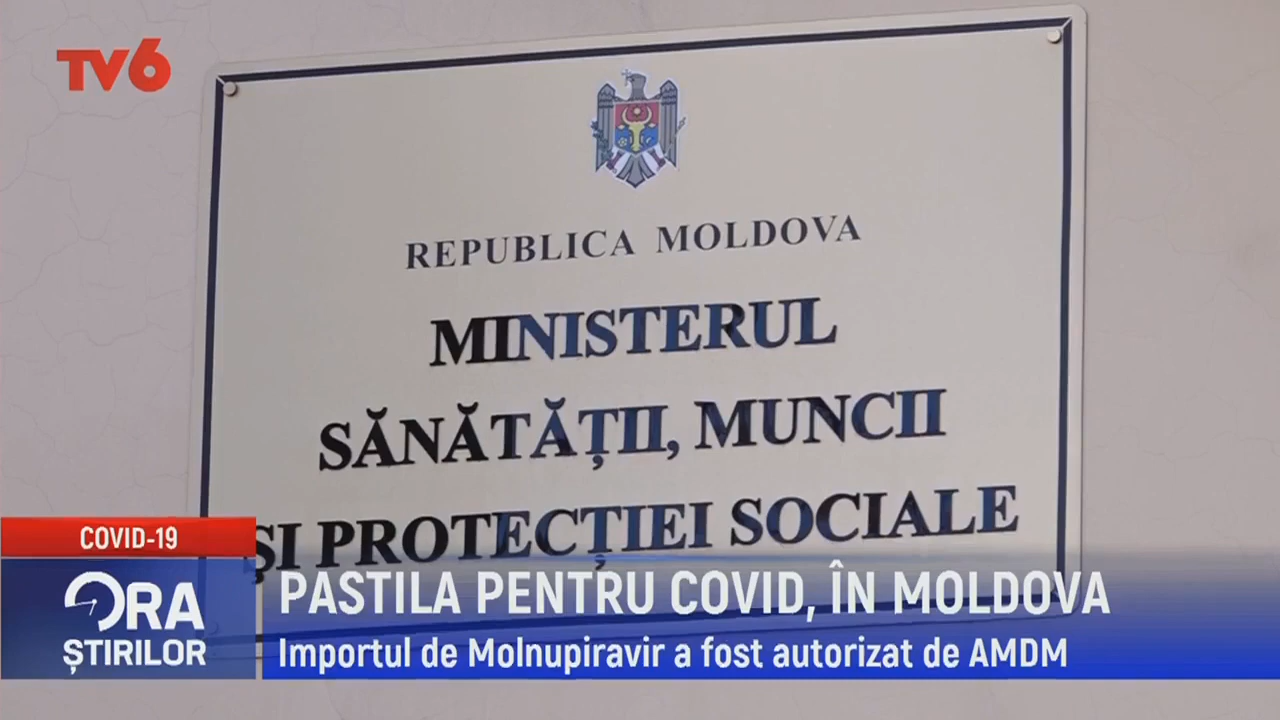 TV6
REPUBLICA MOLDOVA
MINISTERUL
SĂNĂTĂȚII, MUNCII
ȘI PROTECȚIEI SOCIALE
COVID-19
ORA
ȘTIRILOR
PASTILA PENTRU COVID, ÎN MOLDOVA
Importul de Molnupiravir a fost autorizat de AMDM